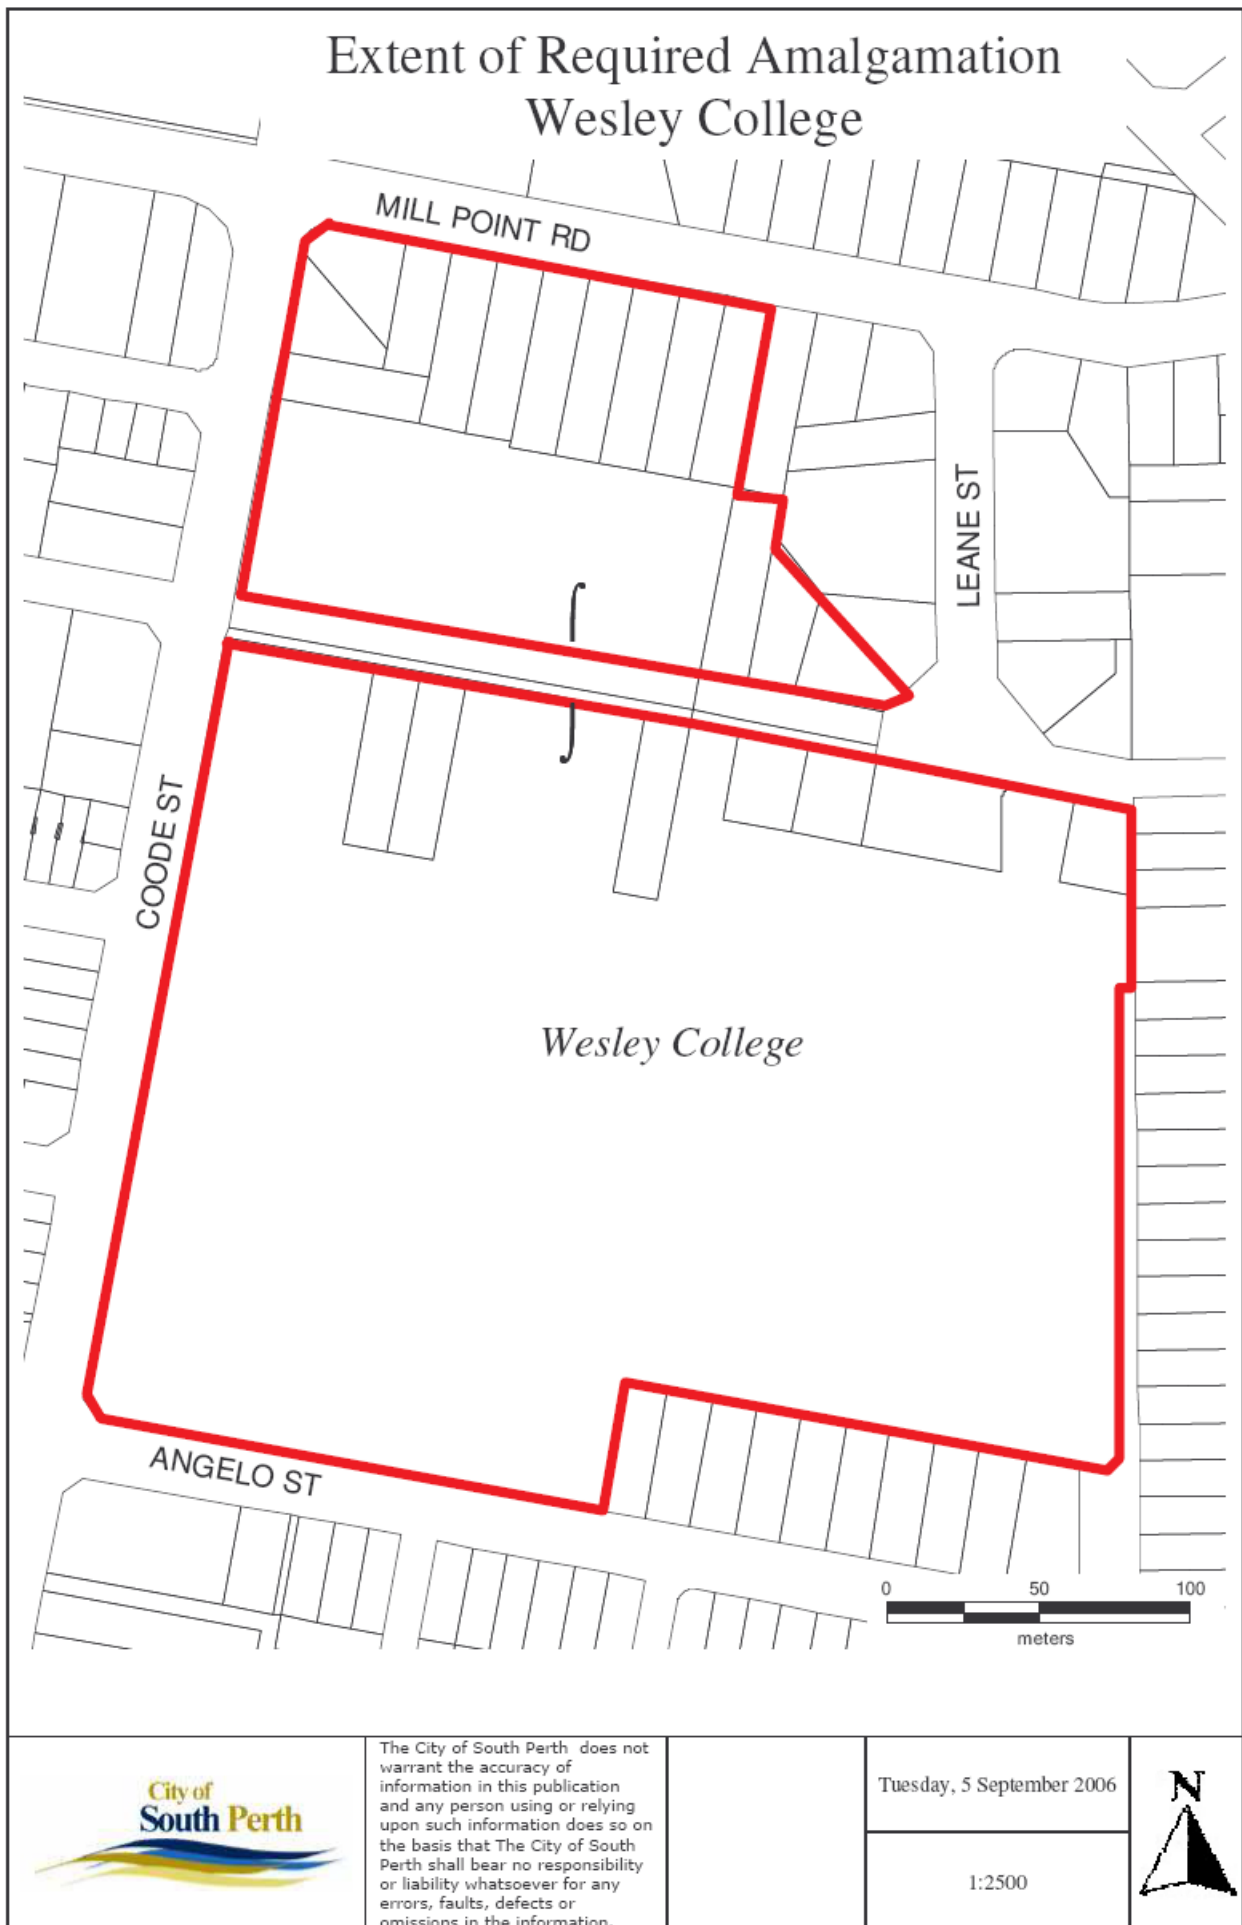 Extent of Required Amalgamation
Wesley College
MILL POINT RD
LEANE ST
COODE ST
Wesley College
ANGELO ST
0 50 100
meters
City of
South Perth
The City of South Perth does not
warrant the accuracy of
information in this publication
and any person using or relying
upon such information does so on
the basis that The City of South
Perth shall bear no responsibility
or liability whatsoever for any
errors, faults, defects or
omissions in the information.
Tuesday, 5 September 2006
1:2500
N